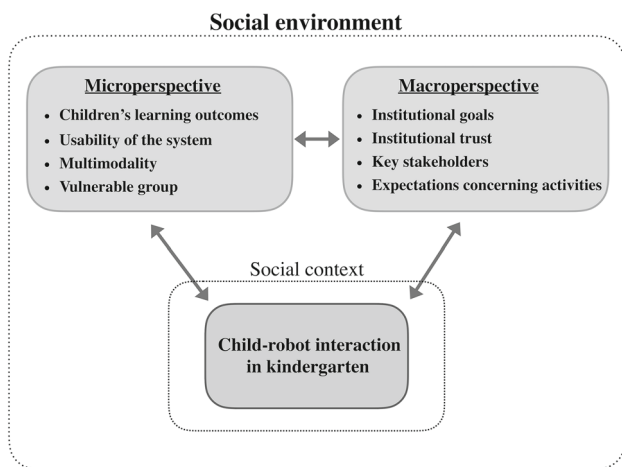 Social environment
Microperspective
• Children's learning outcomes
• Usability of the system
• Multimodality
• Vulnerable group
Macroperspective
• Institutional goals
• Institutional trust
• Key stakeholders
• Expectations concerning activities
Social context
Child-robot interaction
in kindergarten